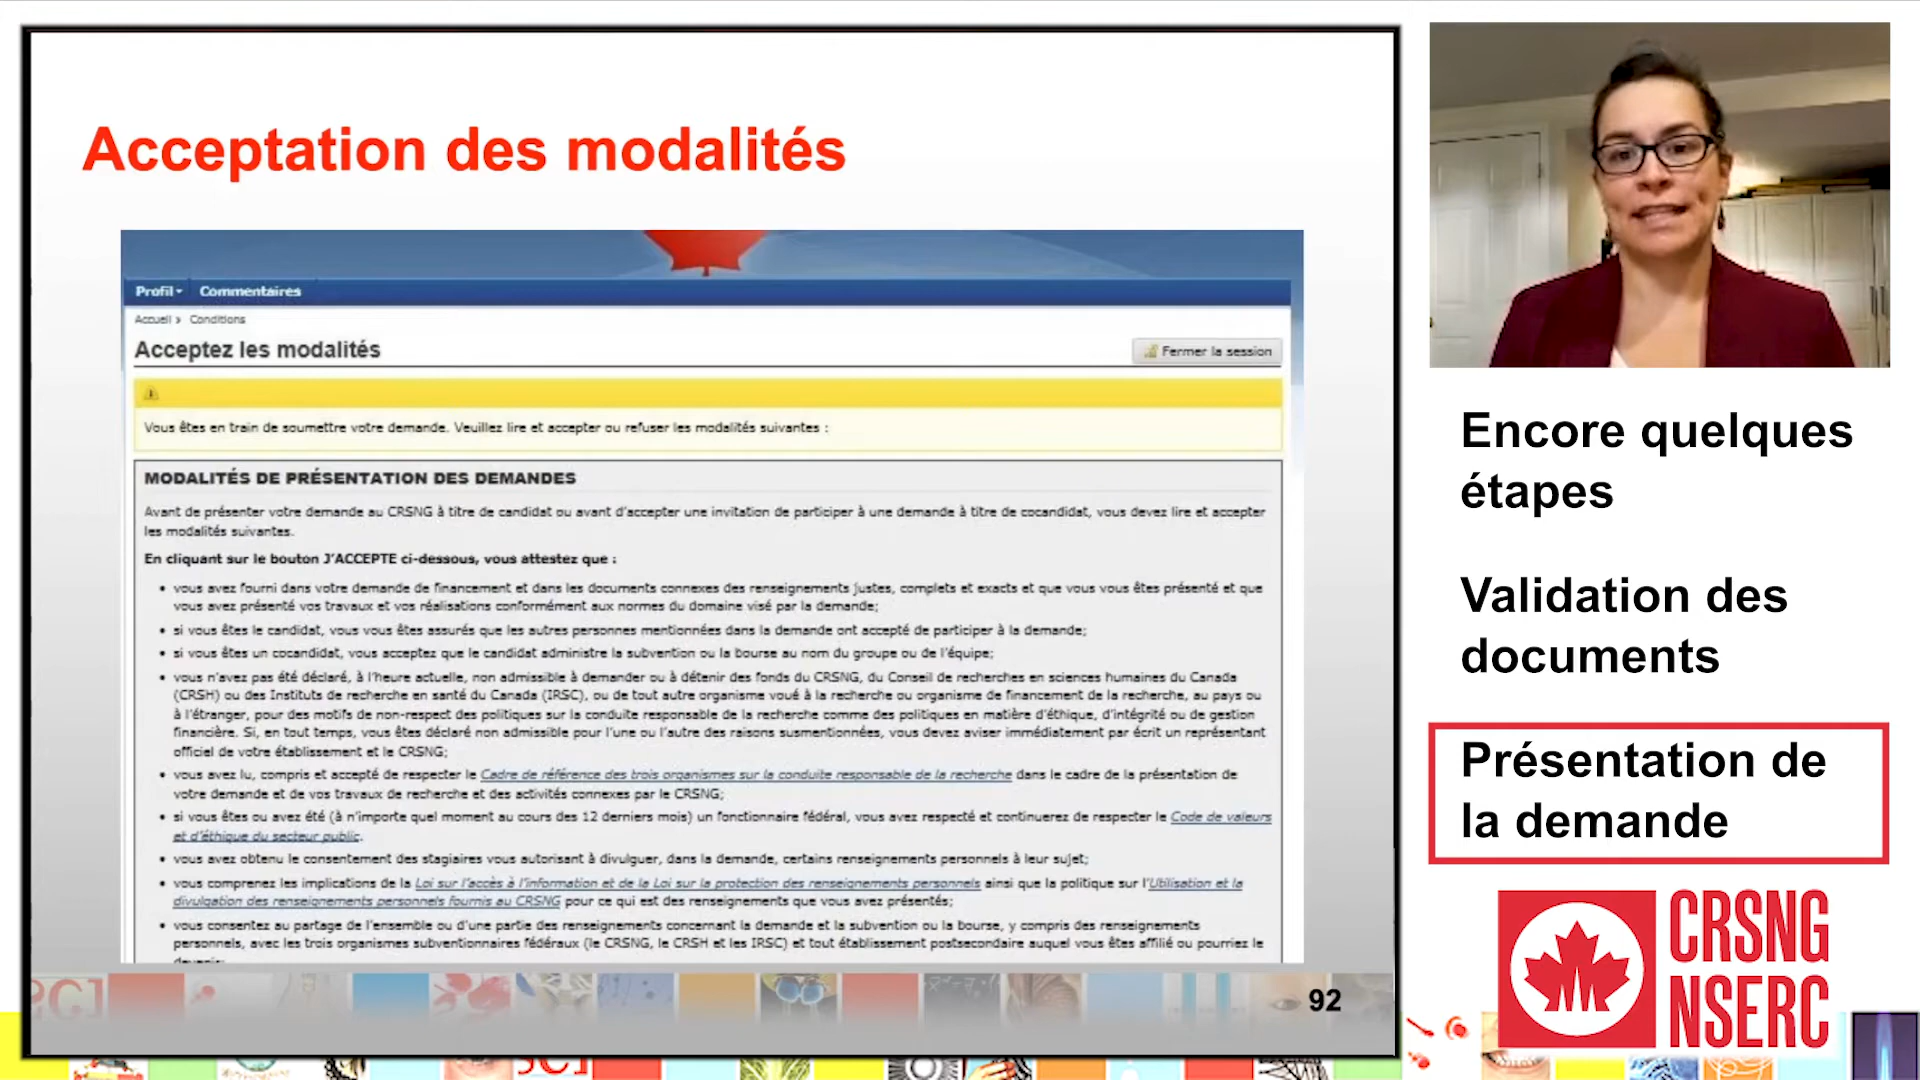 Acceptation des modalités
Profil Commentaires
Accueil › Conditions
Acceptez les modalités
Fermer la session
Vous êtes en train de soumettre votre demande. Veuillez lire et accepter ou refuser les modalités suivantes :
MODALITÉS DE PRÉSENTATION DES DEMANDES
Avant de présenter votre demande au CRSNG à titre de candidat ou avant d'accepter une invitation de participer à une demande à titre de cocandidat, vous devez lire et accepter
les modalités suivantes.
En cliquant sur le bouton J'ACCEPTE ci-dessous, vous attestez que :
• vous avez fourni dans votre demande de financement et dans les documents connexes des renseignements justes, complets et exacts et que vous vous êtes présenté et que
vous avez présenté vos travaux et vos réalisations conformément aux normes du domaine visé par la demande;
• si vous êtes le candidat, vous vous êtes assurés que les autres personnes mentionnées dans la demande ont accepté de participer à la demande;
• si vous êtes un cocandidat, vous acceptez que le candidat administre la subvention ou la bourse au nom du groupe ou de l'équipe;
• vous n'avez pas été déclaré, à l'heure actuelle, non admissible à demander ou à détenir des fonds du CRSNG, du Conseil de recherches en sciences humaines du Canada
(CRSH) ou des Instituts de recherche en santé du Canada (IRSC), ou de tout autre organisme voué à la recherche ou organisme de financement de la recherche, au pays ou
à l'étranger, pour des motifs de non-respect des politiques sur la conduite responsable de la recherche comme des politiques en matière d'éthique, d'intégrité ou de gestion
financière. Si, en tout temps, vous êtes déclaré non admissible pour l'une ou l'autre des raisons susmentionnées, vous devez aviser immédiatement par écrit un représentant
officiel de votre établissement et le CRSNG;
• vous avez lu, compris et accepté de respecter le Cadre de référence des trois organismes sur la conduite responsable de la recherche dans le cadre de la présentation de
votre demande et de vos travaux de recherche et des activités connexes par le CRSNG;
• si vous êtes ou avez été (à n'importe quel moment au cours des 12 derniers mois) un fonctionnaire fédéral, vous avez respecté et continuerez de respecter le Code de valeurs
et d'éthique du secteur public.
• vous avez obtenu le consentement des stagiaires vous autorisant à divulguer, dans la demande, certains renseignements personnels à leur sujet;
• vous comprenez les implications de la Loi sur l'accès à l'information et de la Loi sur la protection des renseignements personnels ainsi que la politique sur l'Utilisation et la
divulgation des renseignements personnels fournis au CRSNG pour ce qui est des renseignements que vous avez présentés;
• vous consentez au partage de l'ensemble ou d'une partie des renseignements concernant la demande et la subvention ou la bourse, y compris des renseignements
personnels, avec les trois organismes subventionnaires fédéraux (le CRSNG, le CRSH et les IRSC) et tout établissement postsecondaire auquel vous êtes affilié ou pourriez le
devenir;
92
Encore quelques
étapes
Validation des
documents
Présentation de
la demande
CRSNG
NSERC